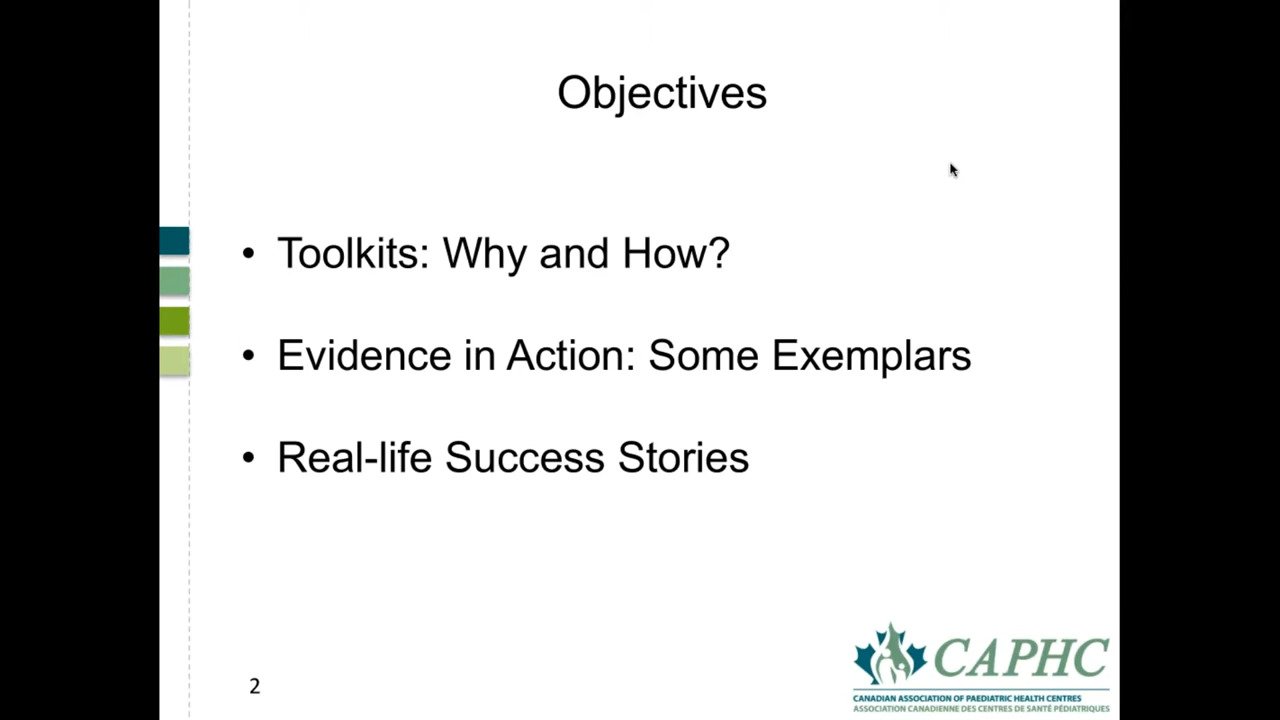 Objectives
• Toolkits: Why and How?
• Evidence in Action: Some Exemplars
• Real-life Success Stories
2
CAPHC
CANADIAN ASSOCIATION OF PAEDIATRIC HEALTH CENTRES
ASSOCIATION CANADIENNE DES CENTRES DE SANTÉ PÉDIATRIQUES